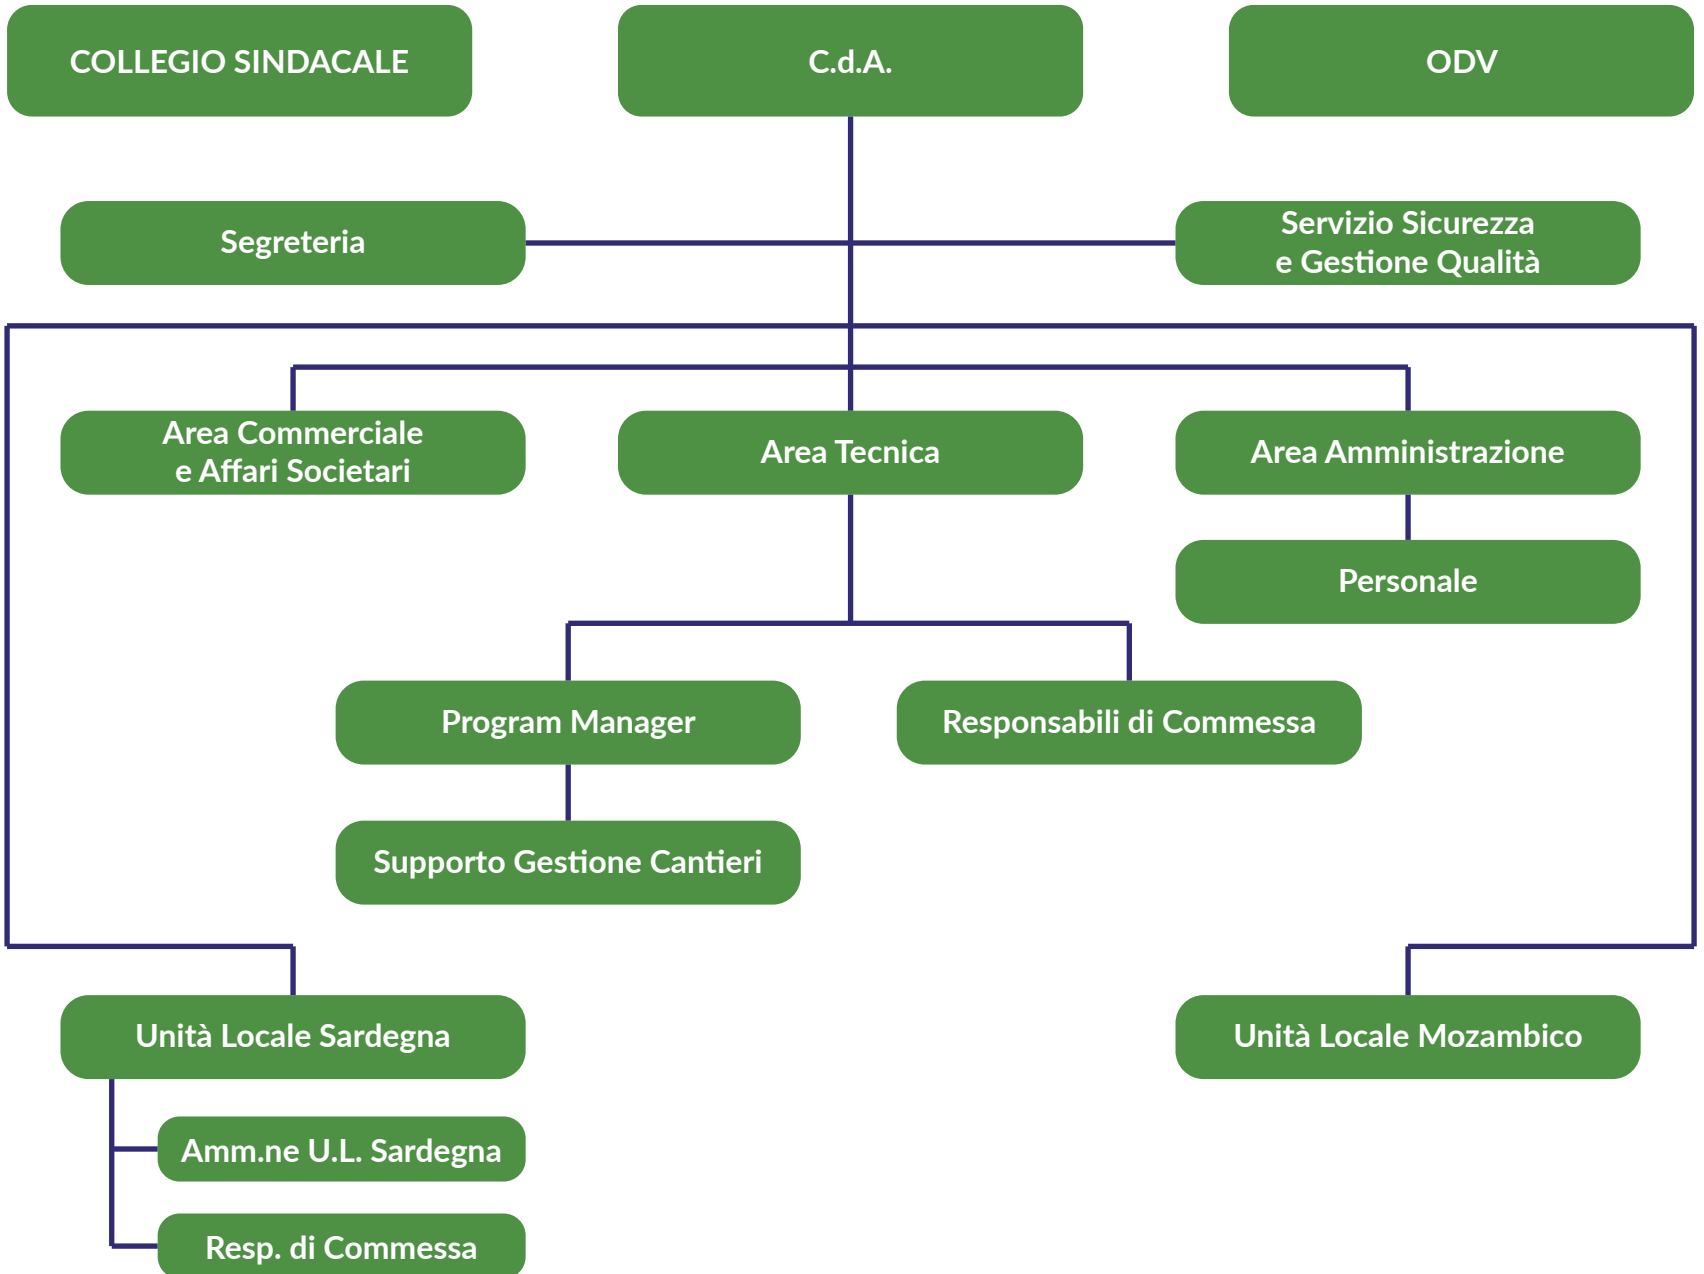 COLLEGIO SINDACALE
C.d.A.
ODV
Segreteria
Servizio Sicurezza
e Gestione Qualità
Area Commerciale
e Affari Societari
Area Tecnica
Area Amministrazione
Personale
Program Manager
Responsabili di Commessa
Supporto Gestione Cantieri
Unità Locale Sardegna
Unità Locale Mozambico
Amm.ne U.L. Sardegna
Resp. di Commessa